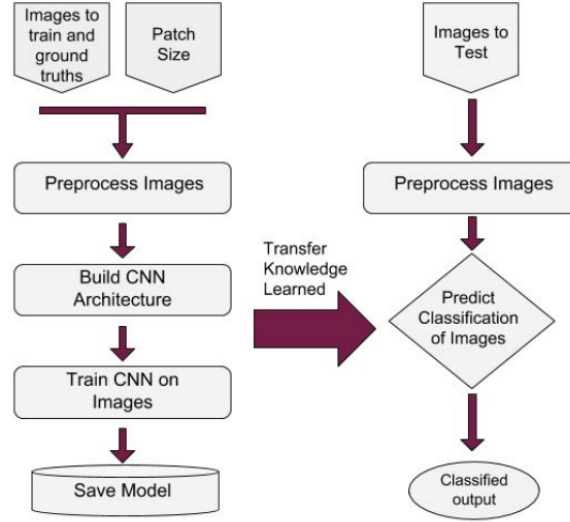 Images to
train and
ground
truths
Patch
Size
Images to
Test
Preprocess Images
Preprocess Images
Build CNN
Architecture
Transfer
Knowledge
Learned
Predict
Classification
of Images
Train CNN on
Images
Save Model
Classified
output